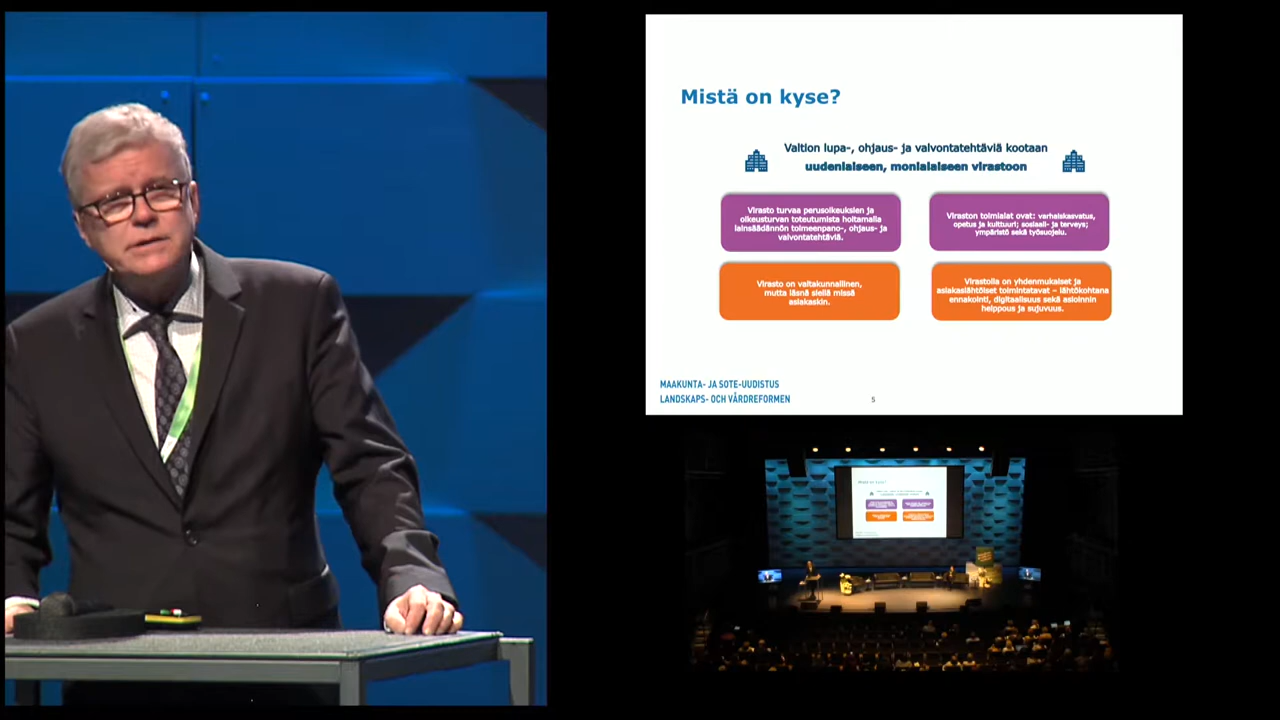 Mistä on kyse?
Valtion lupa-, ohjaus- ja valvontatehtäviä kootaan
uudenlaiseen, monialaiseen virastoon
Virasto turvaa perusoikeuksien ja
oikeusturvan toteutumista hoitamalla
lainsäädännön toimeenpano-, ohjaus- ja
valvontatehtäviä.
Viraston toimialat ovat: varhaiskasvatus,
opetus ja kulttuuri; sosiaali- ja terveys;
ympäristö sekä työsuojelu.
Virasto on valtakunnallinen,
mutta läsnä siellä missä
asiakaskin.
Virastolla on yhdenmukaiset ja
asiakaslähtöiset toimintatavat – lähtökohtana
ennakointi, digitaalisuus sekä asioinnin
helppous ja sujuvuus.
MAAKUNTA- JA SOTE-UUDISTUS
LANDSKAPS- OCH VÅRDREFORMEN
5
Mistä on kyse?